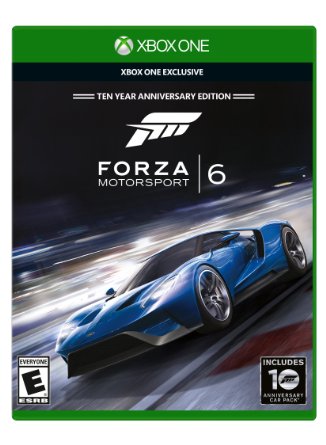 XBOX ONE
XBOX ONE EXCLUSIVE
TEN YEAR ANNIVERSARY EDITION
FORZA
MOTORSPORT
6
EVERYONE
E
ESRB
INCLUDES
10
ANNIVERSARY
CAR PACK*